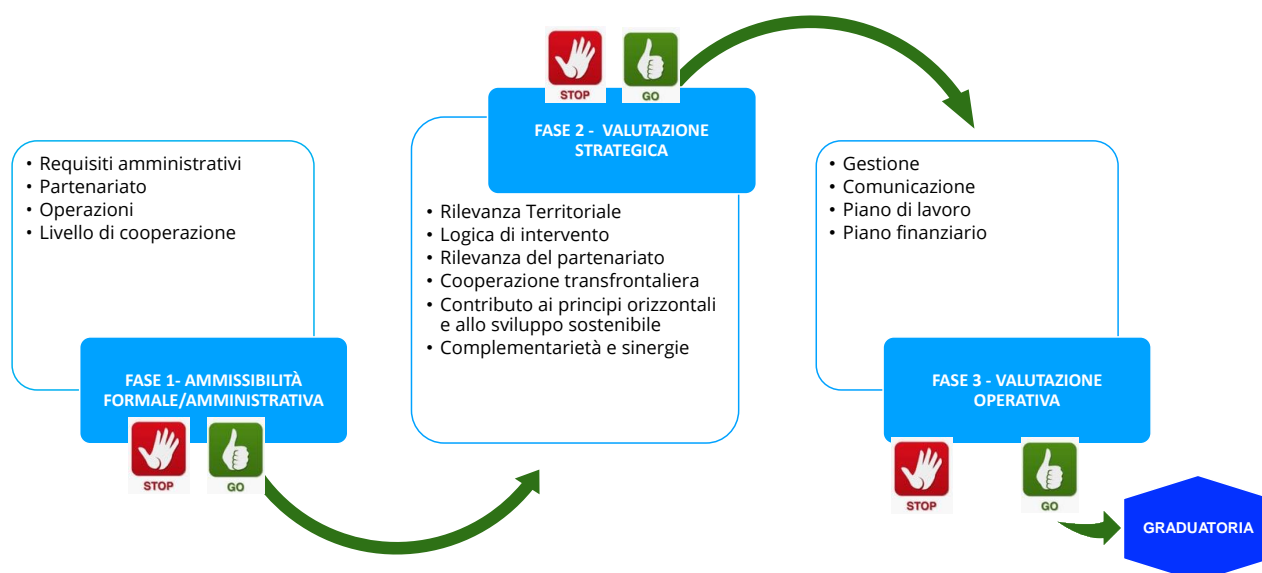 • Requisiti amministrativi
• Partenariato
• Operazioni
• Livello di cooperazione
FASE 1- AMMISSIBILITÀ
FORMALE/AMMINISTRATIVA
STOP
GO
STOP
GO
FASE 2 - VALUTAZIONE
STRATEGICA
• Rilevanza Territoriale
• Logica di intervento
• Rilevanza del partenariato
• Cooperazione transfrontaliera
• Contributo ai principi orizzontali
e allo sviluppo sostenibile
• Complementarietà e sinergie
• Gestione
• Comunicazione
• Piano di lavoro
• Piano finanziario
FASE 3 - VALUTAZIONE
OPERATIVA
STOP
GO
GRADUATORIA